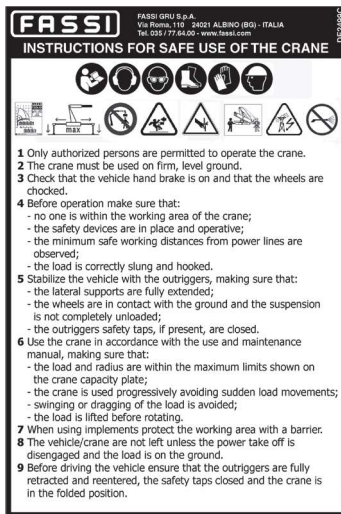 FASSI
FASSI GRU S.p.A.
Via Roma, 110 24021 ALBINO (BG) - ITALIA
Tel. 035 / 77.64.00 - www.fassi.com
INSTRUCTIONS FOR SAFE USE OF THE CRANE
max
1 Only authorized persons are permitted to operate the crane.
2 The crane must be used on firm, level ground.
3 Check that the vehicle hand brake is on and that the wheels are
chocked.
4 Before operation make sure that:
- no one is within the working area of the crane;
- the safety devices are in place and operative;
- the minimum safe working distances from power lines are
observed;
- the load is correctly slung and hooked.
5 Stabilize the vehicle with the outriggers, making sure that:
- the lateral supports are fully extended;
- the wheels are in contact with the ground and the suspension
is not completely unloaded;
- the outriggers safety taps, if present, are closed.
6 Use the crane in accordance with the use and maintenance
manual, making sure that:
- the load and radius are within the maximum limits shown on
the crane capacity plate;
- the crane is used progressively avoiding sudden load movements;
- swinging or dragging of the load is avoided;
- the load is lifted before rotating.
7 When using implements protect the working area with a barrier.
8 The vehicle/crane are not left unless the power take off is
disengaged and the load is on the ground.
9 Before driving the vehicle ensure that the outriggers are fully
retracted and reentered, the safety taps closed and the crane is
in the folded position.